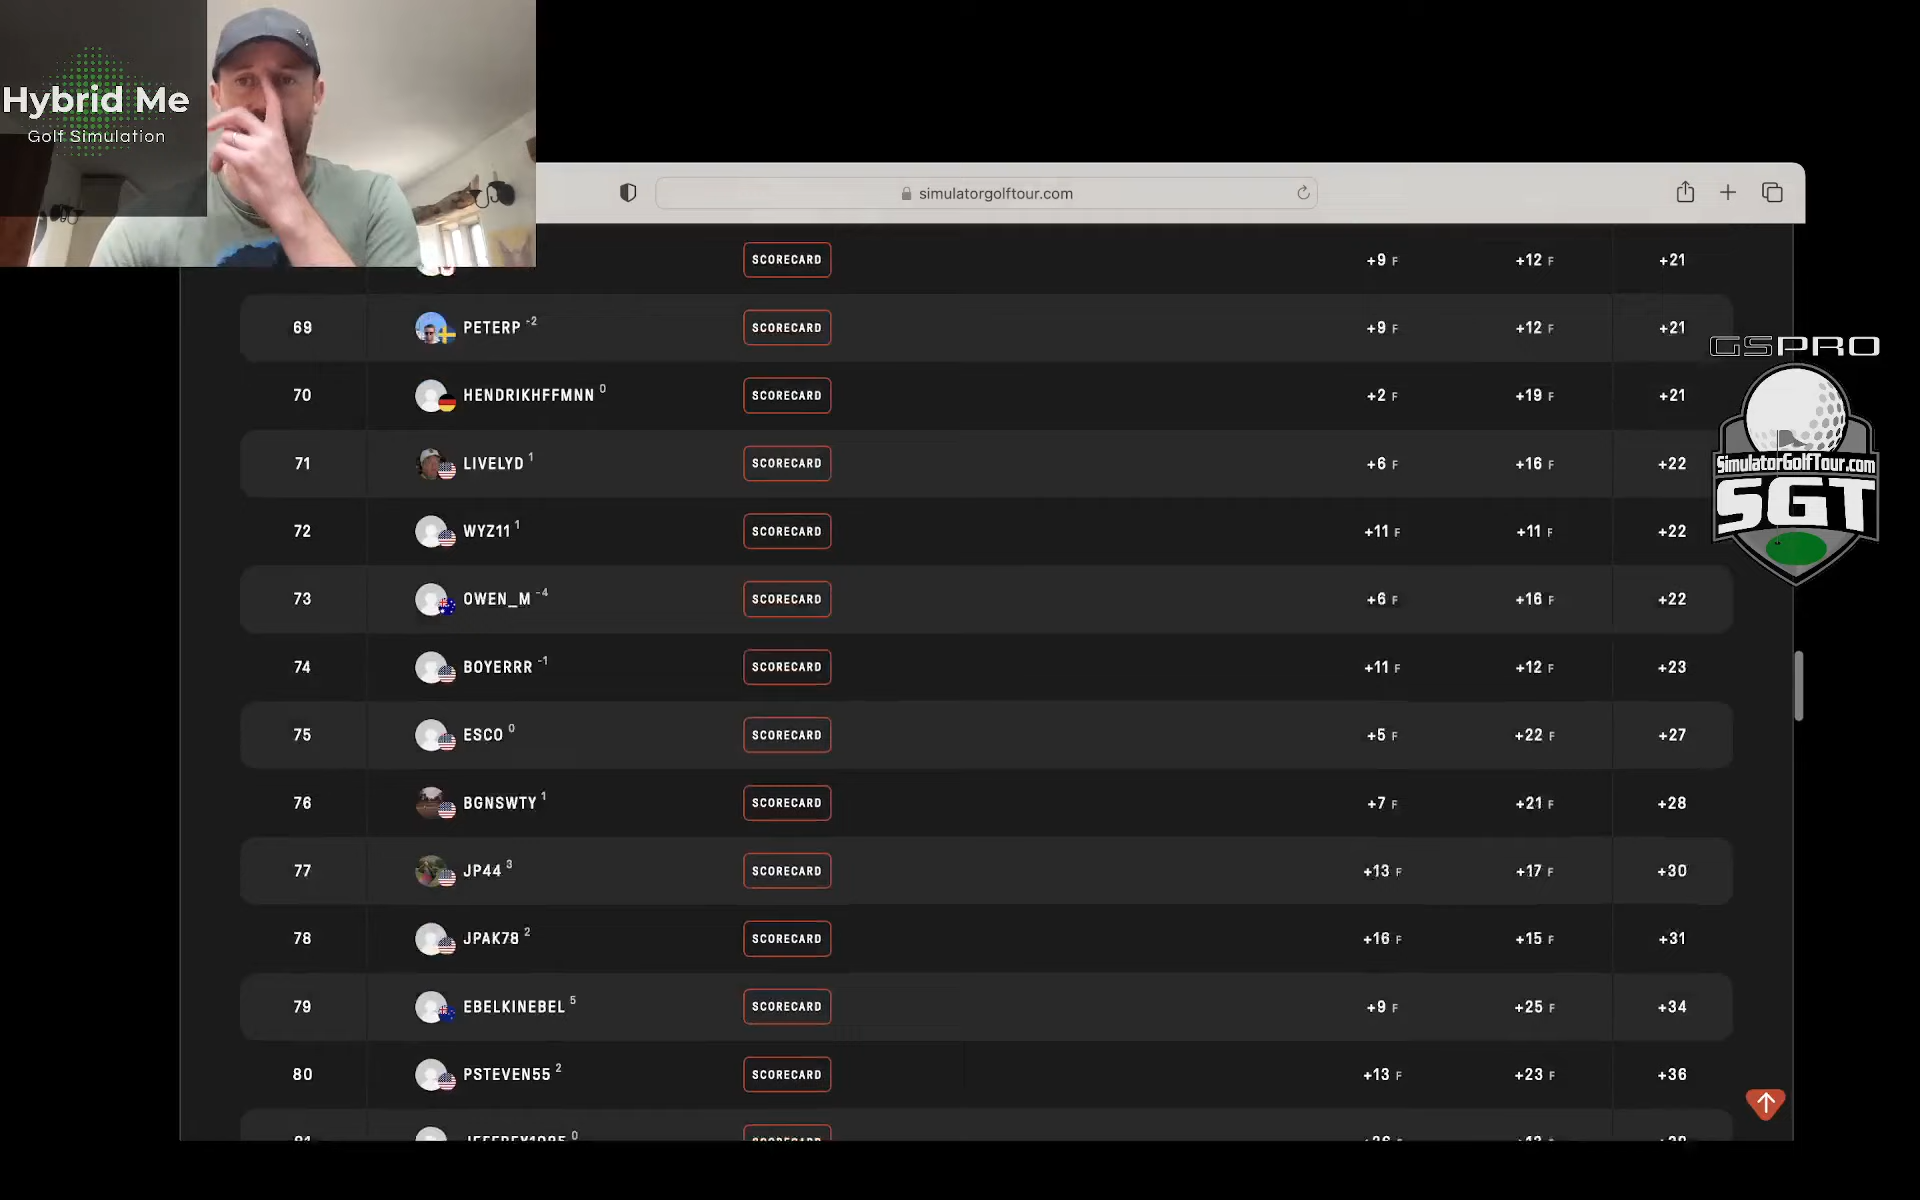 Hybrid Me
Golf Simulation
simulatorgolftour.com
SCORECARD +9 F +12 F +21
69 PETERP -2 SCORECARD +9 F +12 F +21
70 HENDRIKHFFMNN 0 SCORECARD +2 F +19 F +21
71 LIVELYD 1 SCORECARD +6 F +16 F +22
72 WYZ11 1 SCORECARD +11 F +11 F +22
73 OWEN_M -4 SCORECARD +6 F +16 F +22
74 BOYERRR -1 SCORECARD +11 F +12 F +23
75 ESCO 0 SCORECARD +5 F +22 F +27
76 BGNSWTY 1 SCORECARD +7 F +21 F +28
77 JP44 3 SCORECARD +13 F +17 F +30
78 JPAK78 2 SCORECARD +16 F +15 F +31
79 EBELKINEBEL 5 SCORECARD +9 F +25 F +34
80 PSTEVEN55 2 SCORECARD +13 F +23 F +36
GSPRO
SimulatorGolfTour.com
SGT